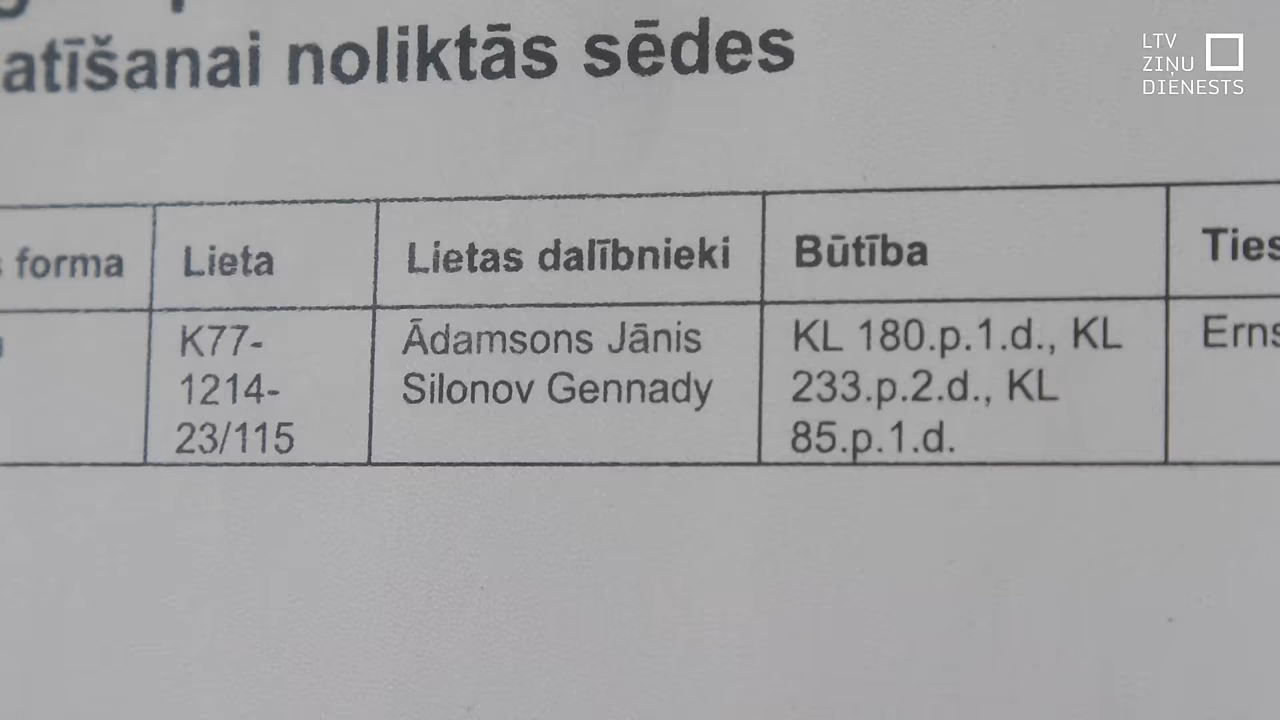 atīšanai noliktās sēdes
LTV
ZIŅU
DIENESTS
forma
Lieta
Lietas dalībnieki
Būtība
Ties
K77-
1214-
23/115
Ādamsons Jānis
Silonov Gennady
KL 180.p.1.d., KL
233.p.2.d., KL
85.p.1.d.
Erns